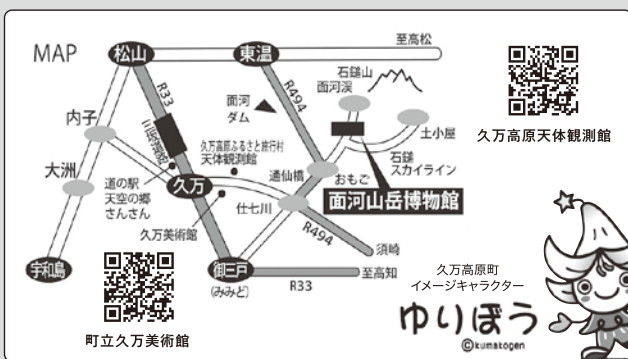 MAP
松山
東温
至高松
R33
R494
石鎚山
面河渓
面河
ダム
内子
土小屋
久万高原天体観測館
三坂道路
久万高原ふるさと旅行村
天体観測館
石鎚
スカイライン
大洲
通仙橋
おもご
道の駅
天空の郷
さんさん
久万
面河山岳博物館
仕七川
久万美術館
R494
須崎
宇和島
御三戸
(みみど)
至高知
R33
町立久万美術館
久万高原町
イメージキャラクター
ゆりぼう
©kumakogen